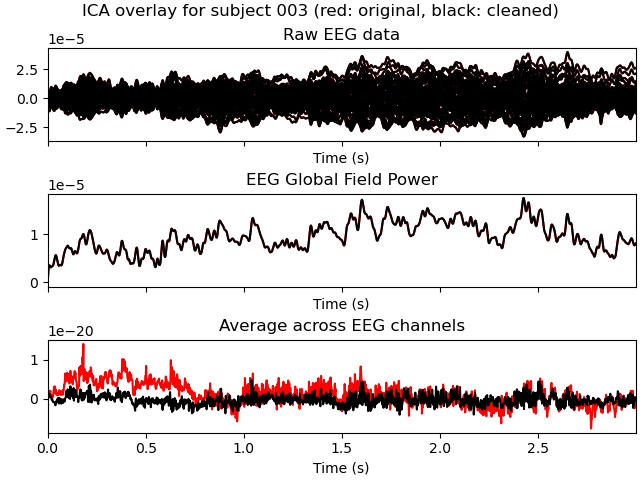 ICA overlay for subject 003 (red: original, black: cleaned)
Raw EEG data
1e−5
2.5
0.0
−2.5
Time (s)
EEG Global Field Power
1e−5
1
0
Time (s)
Average across EEG channels
1e−20
1
0
0.0 0.5 1.0 1.5 2.0 2.5
Time (s)